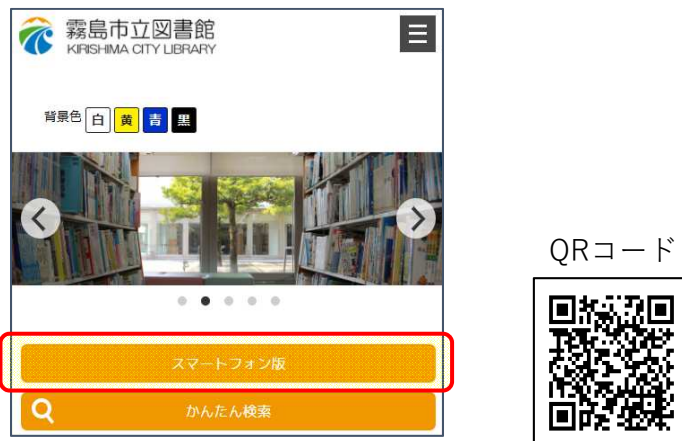 霧島市立図書館
KIRISHIMA CITY LIBRARY
背景色 白 黄 青 黒
スマートフォン版
かんたん検索
QRコード